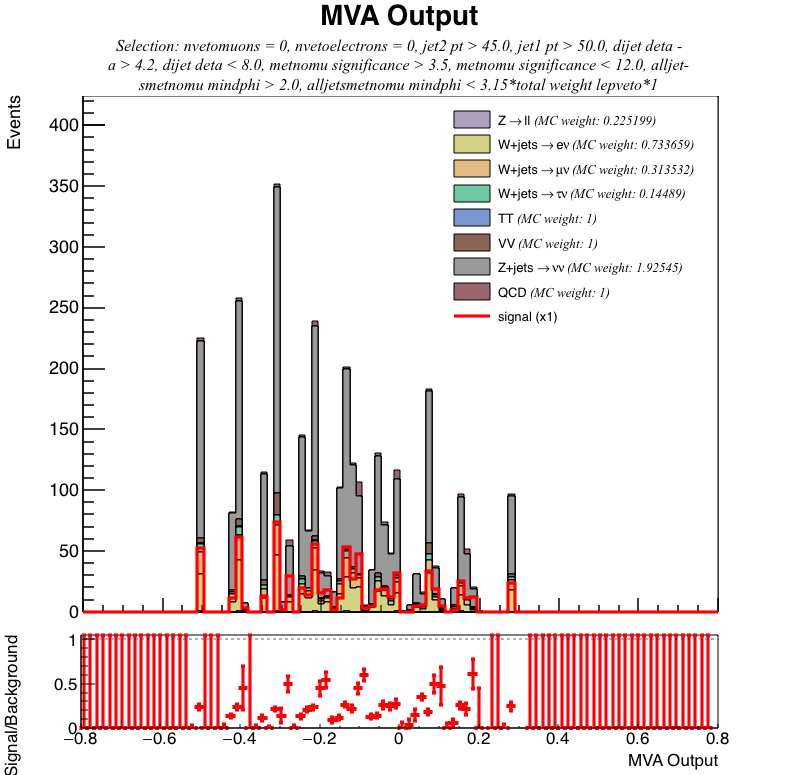 MVA Output
Selection: nvetomuons = 0, nvetoelectrons = 0, jet2 pt > 45.0, jet1 pt > 50.0, dijet deta -
a > 4.2, dijet deta < 8.0, metnomu significance > 3.5, metnomu significance < 12.0, alljet-
smetnomu mindphi > 2.0, alljetsmetnomu mindphi < 3.15*total weight lepveto*1
Events
400
350
300
250
200
150
100
50
0
Z→ll (MC weight: 0.225199)
W+jets→eν (MC weight: 0.733659)
W+jets→μν (MC weight: 0.313532)
W+jets→τν (MC weight: 0.14489)
TT (MC weight: 1)
VV (MC weight: 1)
Z+jets→νν (MC weight: 1.92545)
QCD (MC weight: 1)
signal (x1)
Signal/Background
1
0.5
0
−0.8 −0.6 −0.4 −0.2 0 0.2 0.4 0.6 0.8
MVA Output